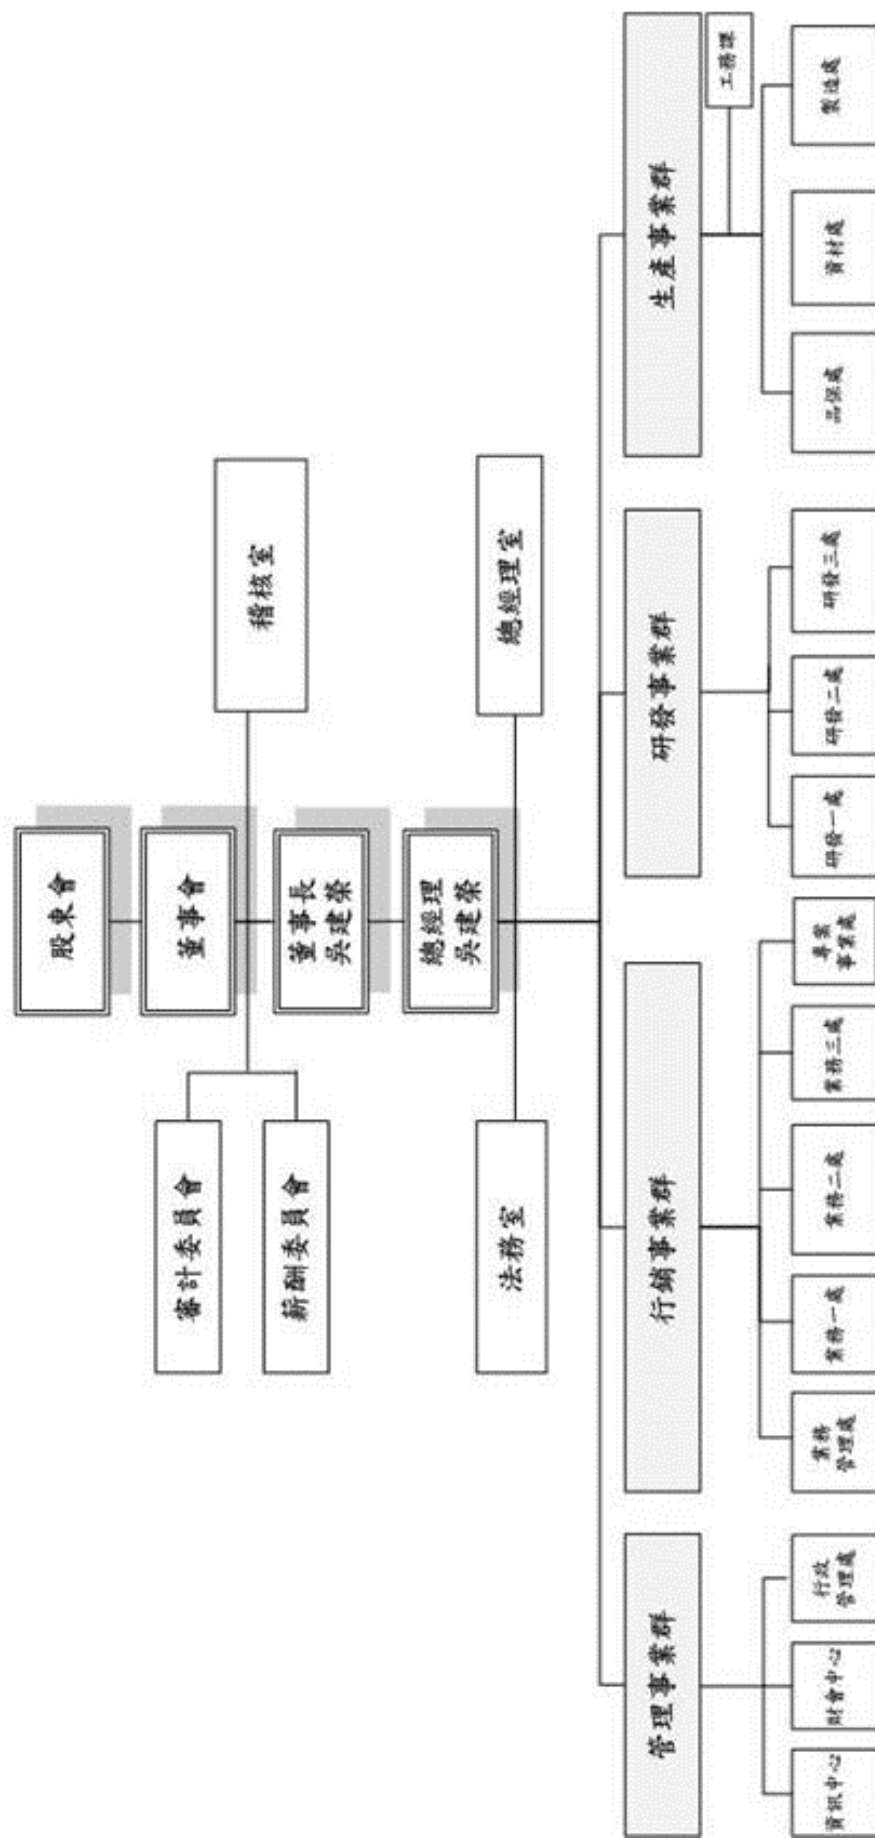 股東會
董事會
審計委員會
薪酬委員會
稽核室
董事長
吳建榮
總經理
吳建榮
法務室
總經理室
管理事業群
行銷事業群
研發事業群
生產事業群
工務課
資訊中心
財會中心
行政
管理處
業務
管理處
業務一處
業務二處
業務三處
專業
事業處
研發一處
研發二處
研發三處
品保處
資材處
製造處